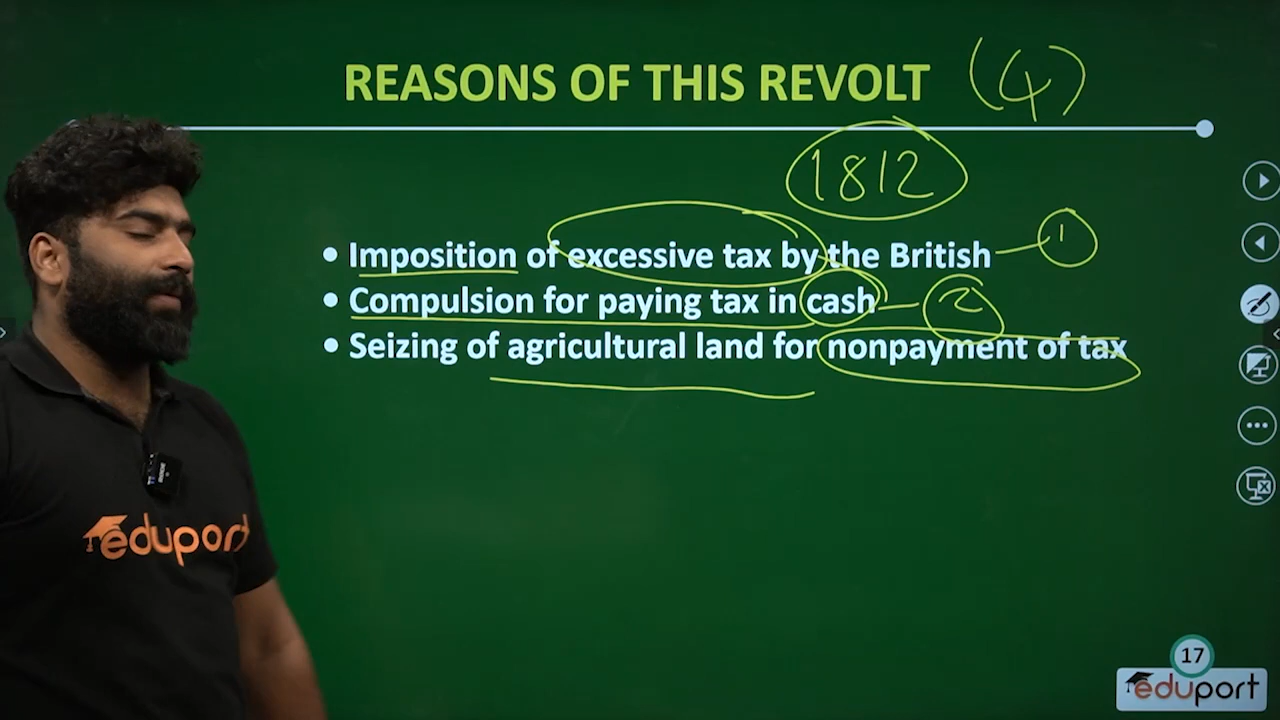 REASONS OF THIS REVOLT (4)
1812
• Imposition of excessive tax by the British 1
• Compulsion for paying tax in cash 2
• Seizing of agricultural land for nonpayment of tax
eduport
17
eduport